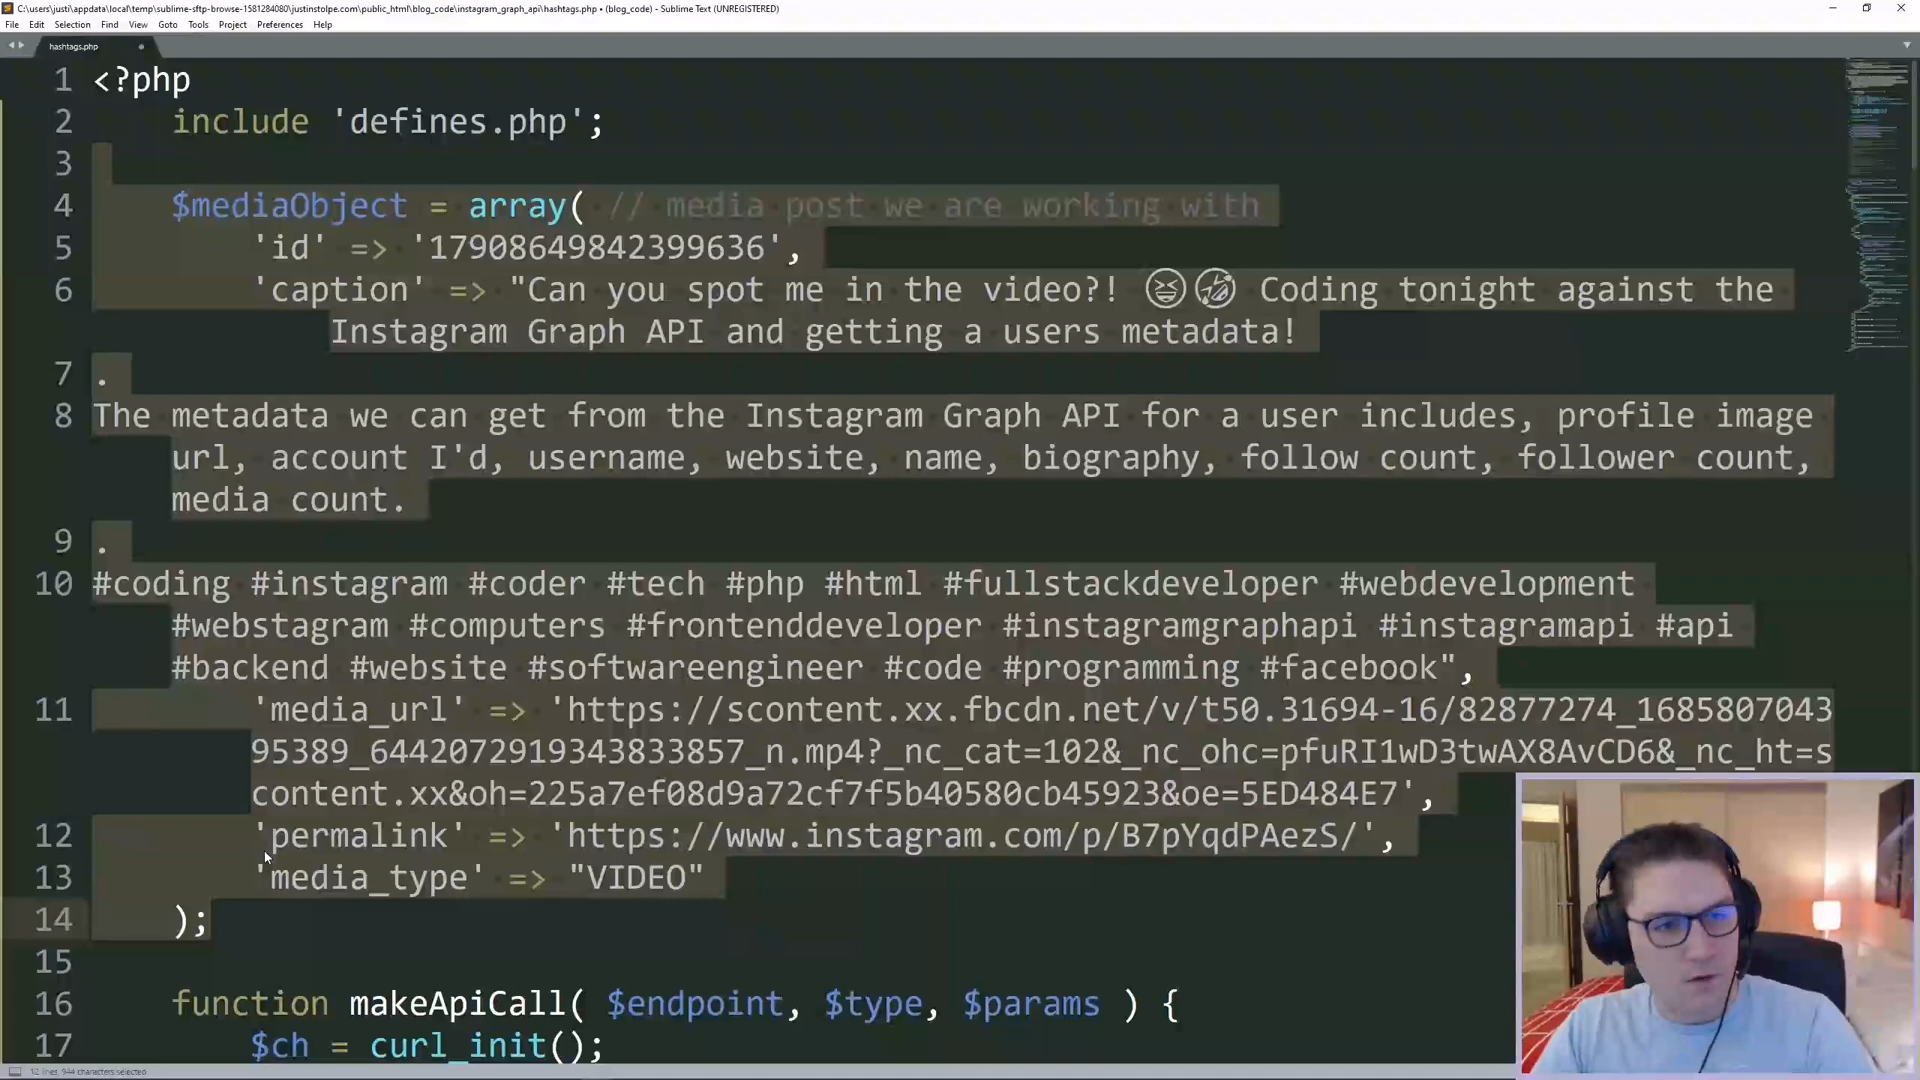 C:\users\justi\appdata\local\temp\sublime-sftp-browse-1581284080\justinstolpe.com\public_html\blog_code\instagram_graph_api\hashtags.php • (blog_code) - Sublime Text (UNREGISTERED)
File Edit Selection Find View Goto Tools Project Preferences Help
hashtags.php
1 <?php
2 include 'defines.php';
3
4 $mediaObject = array( // media post we are working with
5 'id' => '17908649842399636',
6 'caption' => "Can you spot me in the video?! 😆🤣 Coding tonight against the
Instagram Graph API and getting a users metadata!
7 .
8 The metadata we can get from the Instagram Graph API for a user includes, profile image
url, account I'd, username, website, name, biography, follow count, follower count,
media count.
9 .
10 #coding #instagram #coder #tech #php #html #fullstackdeveloper #webdevelopment
#webstagram #computers #frontenddeveloper #instagramgraphapi #instagramapi #api
#backend #website #softwareengineer #code #programming #facebook",
11 'media_url' => 'https://scontent.xx.fbcdn.net/v/t50.31694-16/82877274_1685807043
95389_6442072919343833857_n.mp4?_nc_cat=102&_nc_ohc=pfuRI1wD3twAX8AvCD6&_nc_ht=s
content.xx&oh=225a7ef08d9a72cf7f5b40580cb45923&oe=5ED484E7',
12 'permalink' => 'https://www.instagram.com/p/B7pYqdPAezS/',
13 'media_type' => "VIDEO"
14 );
15
16 function makeApiCall( $endpoint, $type, $params ) {
17 $ch = curl_init();
12 lines, 944 characters selected